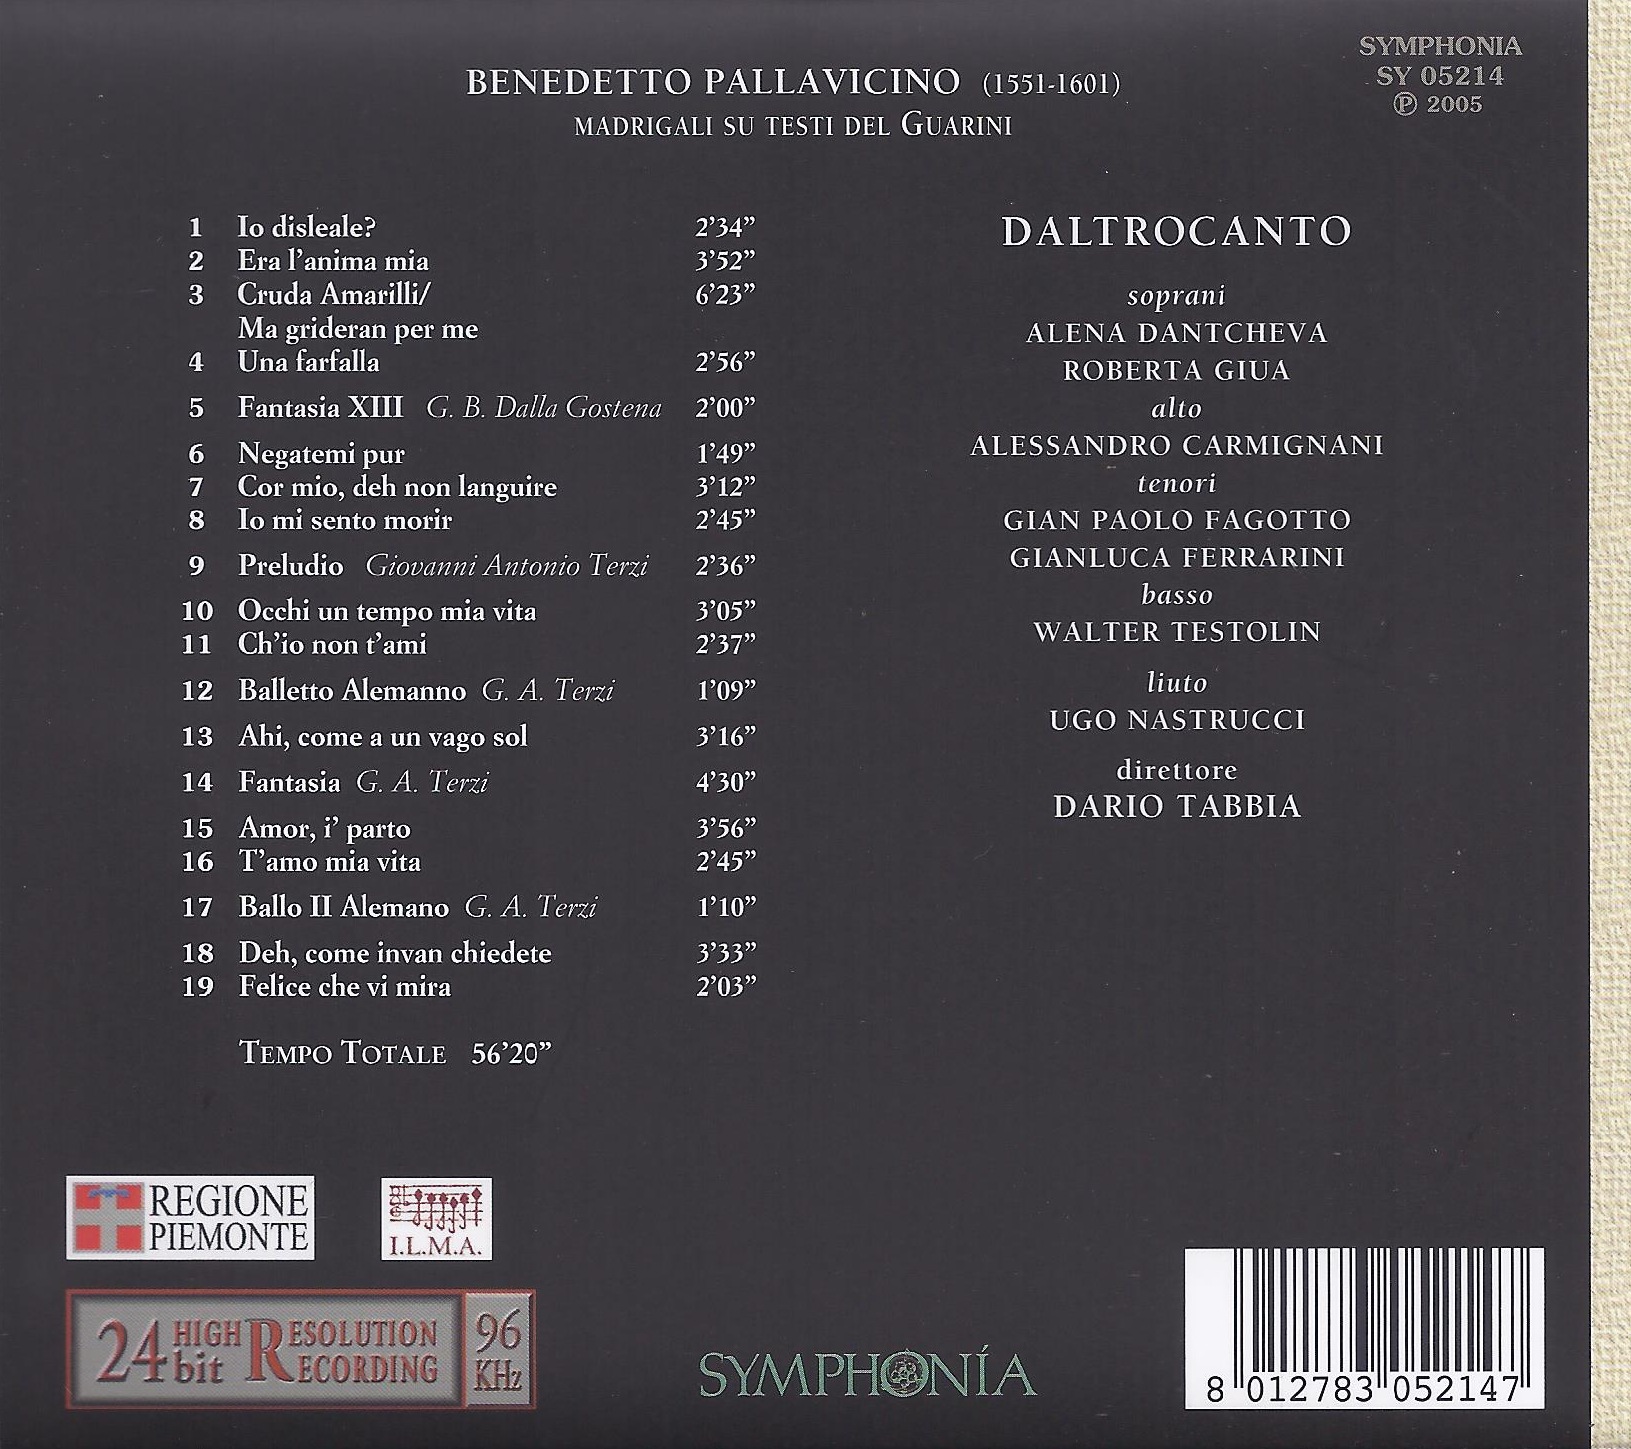 SYMPHONIA
SY 05214
℗ 2005
BENEDETTO PALLAVICINO (1551-1601)
MADRIGALI SU TESTI DEL GUARINI
1 Io disleale? 2’34”
2 Era l’anima mia 3’52”
3 Cruda Amarilli/ 6’23”
Ma grideran per me
4 Una farfalla 2’56”
5 Fantasia XIII G. B. Dalla Gostena 2’00”
6 Negatemi pur 1’49”
7 Cor mio, deh non languire 3’12”
8 Io mi sento morir 2’45”
9 Preludio Giovanni Antonio Terzi 2’36”
10 Occhi un tempo mia vita 3’05”
11 Ch’io non t’ami 2’37”
12 Balletto Alemanno G. A. Terzi 1’09”
13 Ahi, come a un vago sol 3’16”
14 Fantasia G. A. Terzi 4’30”
15 Amor, i’ parto 3’56”
16 T’amo mia vita 2’45”
17 Ballo II Alemano G. A. Terzi 1’10”
18 Deh, come invan chiedete 3’33”
19 Felice che vi mira 2’03”
TEMPO TOTALE 56’20”
DALTROCANTO
soprani
ALENA DANTCHEVA
ROBERTA GIUA
alto
ALESSANDRO CARMIGNANI
tenori
GIAN PAOLO FAGOTTO
GIANLUCA FERRARINI
basso
WALTER TESTOLIN
liuto
UGO NASTRUCCI
direttore
DARIO TABBIA
REGIONE
PIEMONTE
I.L.M.A.
24 bit HIGH RESOLUTION RECORDING
96 KHz
SYMPHONÍA
8 012783 052147